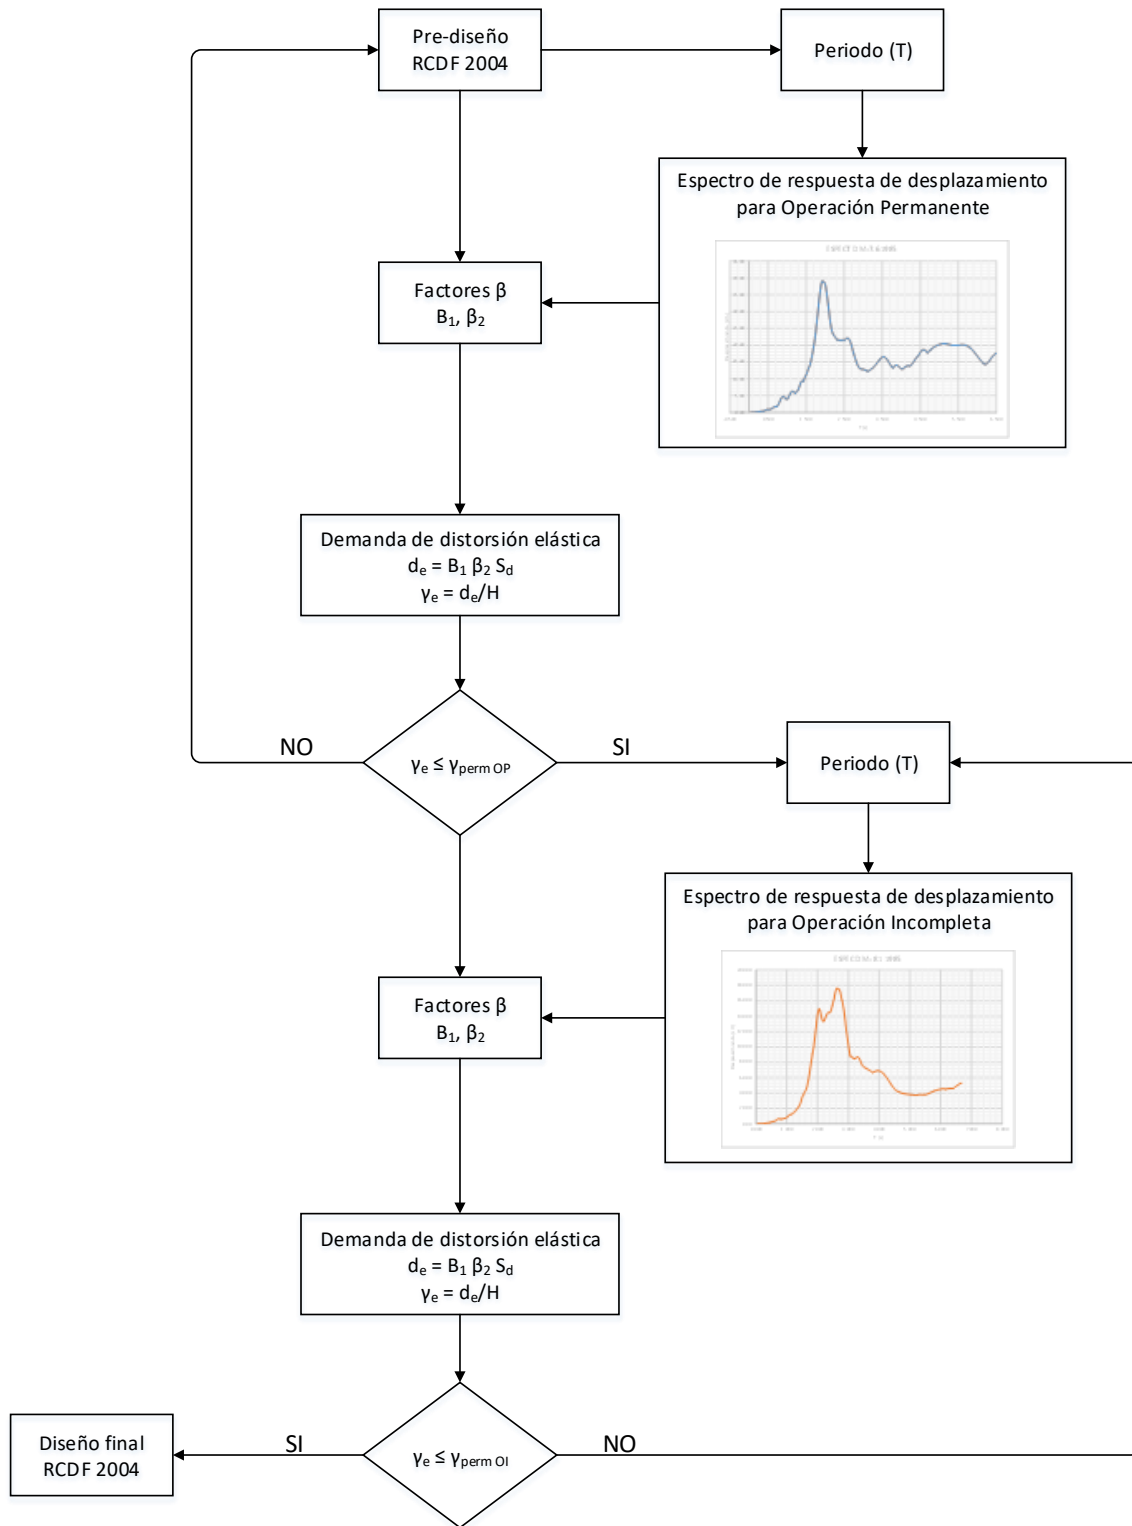 Pre-diseño
RCDF 2004
Periodo (T)
Espectro de respuesta de desplazamiento
para Operación Permanente
Factores β
B₁, β₂
Demanda de distorsión elástica
dₑ = B₁ β₂ S_d
γₑ = dₑ/H
NO
γₑ ≤ γ_perm OP
SI
Periodo (T)
Espectro de respuesta de desplazamiento
para Operación Incompleta
Factores β
B₁, β₂
Demanda de distorsión elástica
dₑ = B₁ β₂ S_d
γₑ = dₑ/H
Diseño final
RCDF 2004
SI
γₑ ≤ γ_perm OI
NO